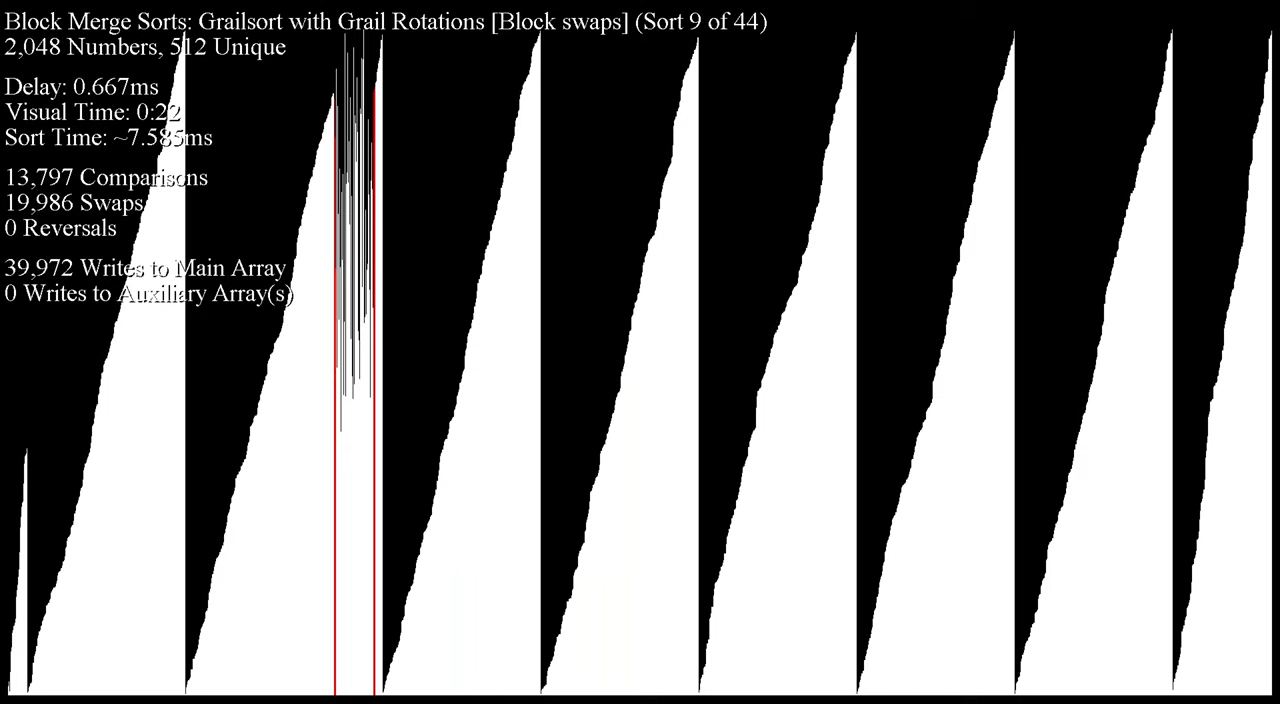 Block Merge Sorts: Grailsort with Grail Rotations [Block swaps] (Sort 9 of 44)
2,048 Numbers, 512 Unique
Delay: 0.667ms
Visual Time: 0:22
Sort Time: ~7.585ms
13,797 Comparisons
19,986 Swaps
0 Reversals
39,972 Writes to Main Array
0 Writes to Auxiliary Array(s)